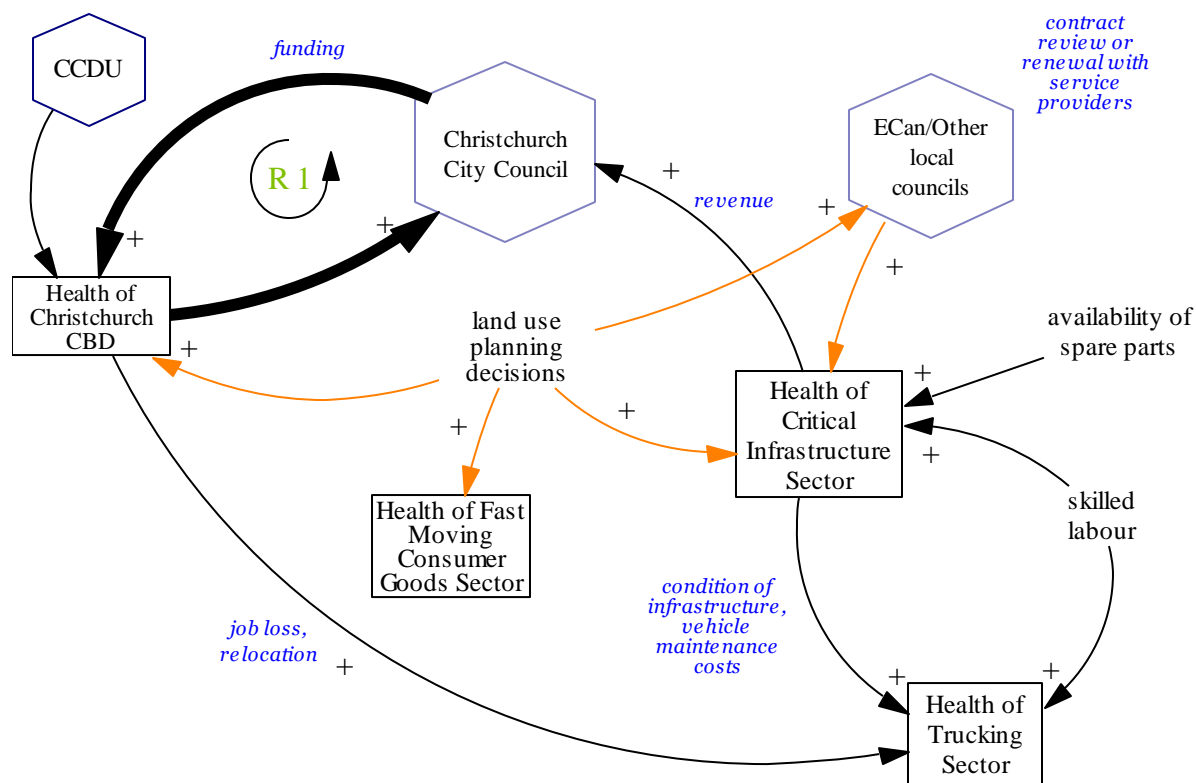 CCDU
funding
Christchurch
City Council
R 1
+
+
contract
review or
renewal with
service
providers
ECan/Other
local
councils
+
revenue
+
+
Health of
Christchurch
CBD
+
land use
planning
decisions
availability of
spare parts
+
+
Health of
Critical
Infrastructure
Sector
+
+
Health of Fast
Moving
Consumer
Goods Sector
skilled
labour
condition of
infrastructure,
vehicle
maintenance
costs
job loss,
relocation
+
+
+
Health of
Trucking
Sector